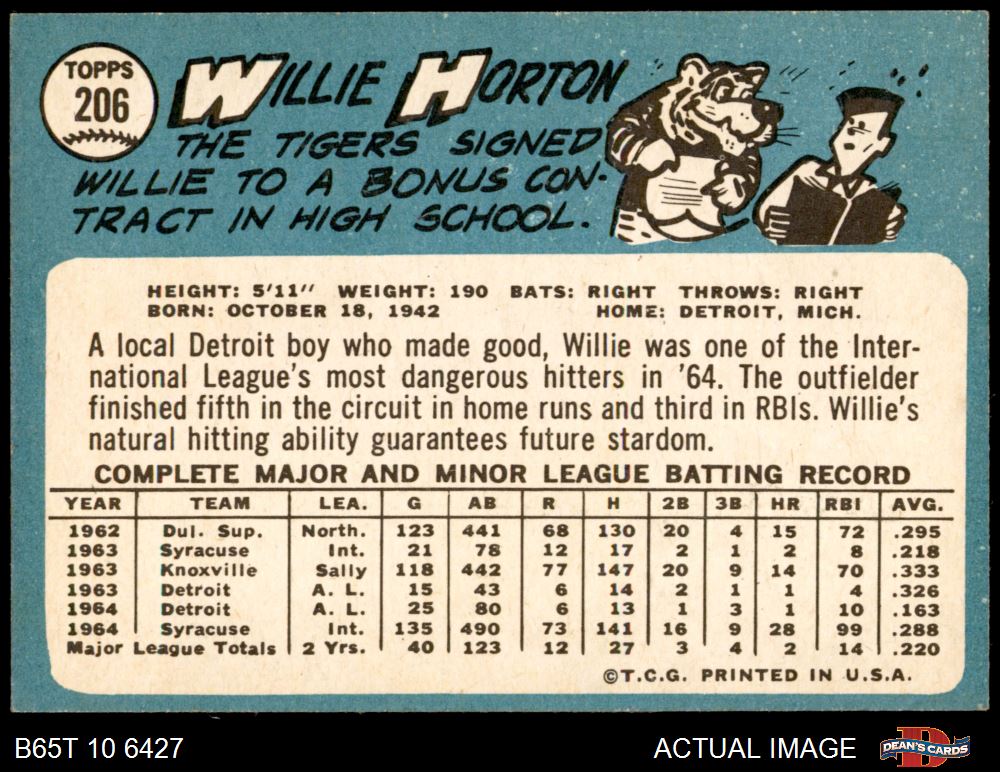 TOPPS
206
WILLIE HORTON
THE TIGERS SIGNED
WILLIE TO A BONUS CON-
TRACT IN HIGH SCHOOL.
HEIGHT: 5'11" WEIGHT: 190 BATS: RIGHT THROWS: RIGHT
BORN: OCTOBER 18, 1942 HOME: DETROIT, MICH.
A local Detroit boy who made good, Willie was one of the Inter-
national League's most dangerous hitters in '64. The outfielder
finished fifth in the circuit in home runs and third in RBIs. Willie's
natural hitting ability guarantees future stardom.
COMPLETE MAJOR AND MINOR LEAGUE BATTING RECORD
YEAR TEAM LEA. G AB R H 2B 3B HR RBI AVG.
1962 Dul. Sup. North. 123 441 68 130 20 4 15 72 .295
1963 Syracuse Int. 21 78 12 17 2 1 2 8 .218
1963 Knoxville Sally 118 442 77 147 20 9 14 70 .333
1963 Detroit A. L. 15 43 6 14 2 1 1 4 .326
1964 Detroit A. L. 25 80 6 13 1 3 1 10 .163
1964 Syracuse Int. 135 490 73 141 16 9 28 99 .288
Major League Totals 2 Yrs. 40 123 12 27 3 4 2 14 .220
©T.C.G. PRINTED IN U.S.A.
B65T 10 6427 ACTUAL IMAGE DEAN'S CARDS